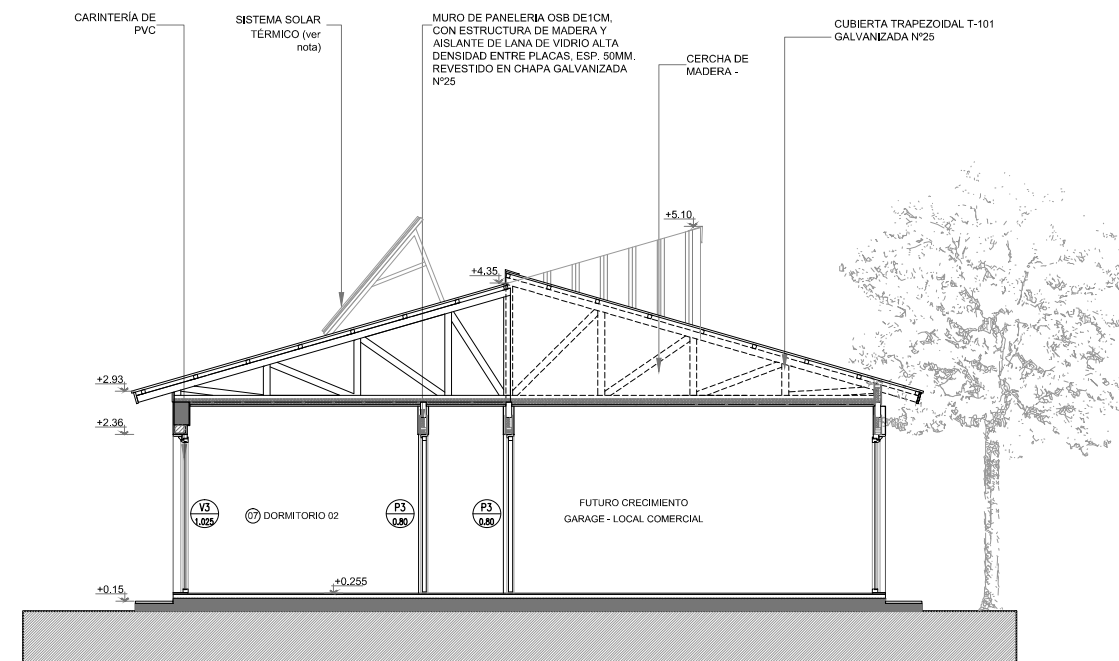 CARINTERÍA DE
PVC
SISTEMA SOLAR
TÉRMICO (ver
nota)
MURO DE PANELERIA OSB DE1CM,
CON ESTRUCTURA DE MADERA Y
AISLANTE DE LANA DE VIDRIO ALTA
DENSIDAD ENTRE PLACAS, ESP. 50MM.
REVESTIDO EN CHAPA GALVANIZADA
Nº25
CERCHA DE
MADERA -
CUBIERTA TRAPEZOIDAL T-101
GALVANIZADA Nº25
+5.10
+4.35
+2.93
+2.36
V3
1.025
07 DORMITORIO 02
P3
0.80
P3
0.80
FUTURO CRECIMIENTO
GARAGE - LOCAL COMERCIAL
+0.255
+0.15